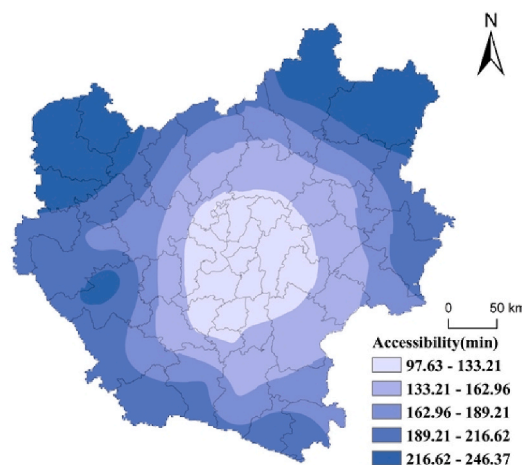 N
0 50 km
Accessibility(min)
97.63 - 133.21
133.21 - 162.96
162.96 - 189.21
189.21 - 216.62
216.62 - 246.37